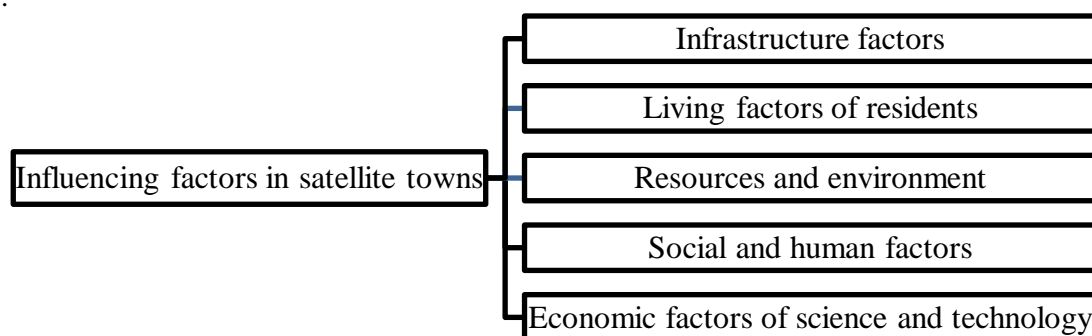 .
Infrastructure factors
Living factors of residents
Influencing factors in satellite towns
Resources and environment
Social and human factors
Economic factors of science and technology